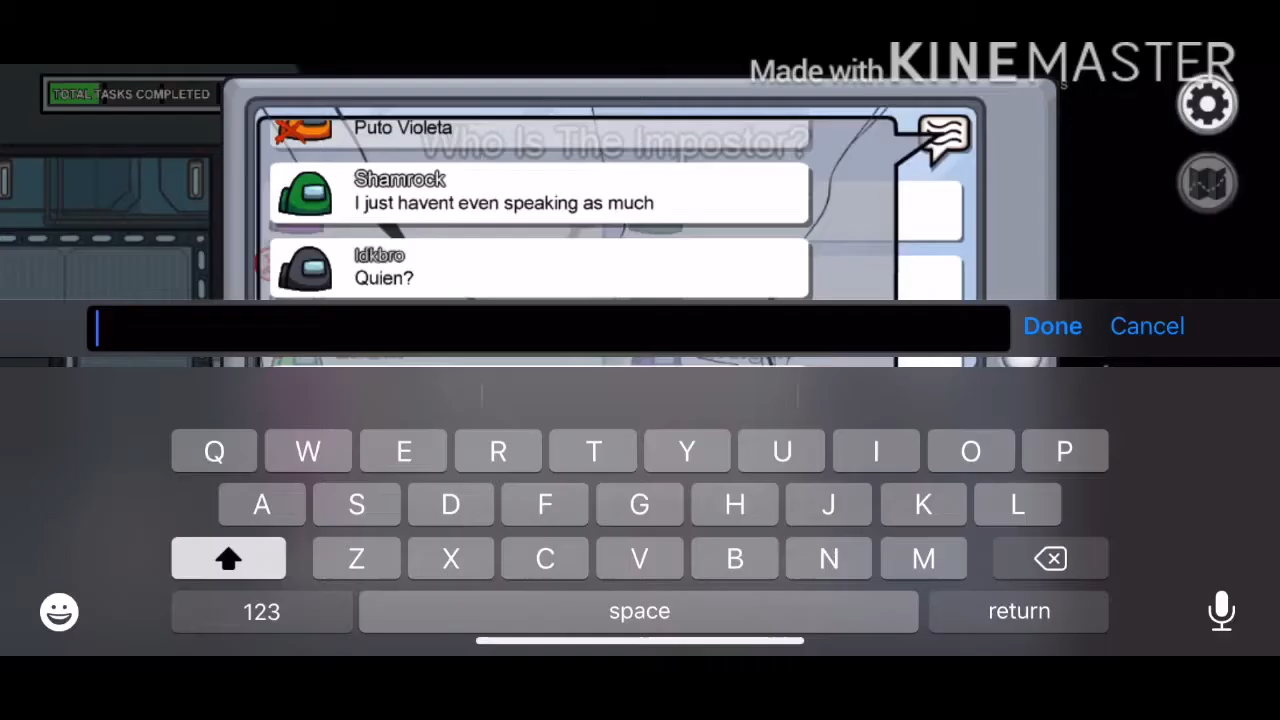 Made with KINEMASTER
TOTAL TASKS COMPLETED
Puto Violeta
Who Is The Impostor?
Shamrock
I just havent even speaking as much
Idkbro
Quien?
Done Cancel
Q W E R T Y U I O P
A S D F G H J K L
Z X C V B N M
123 space return